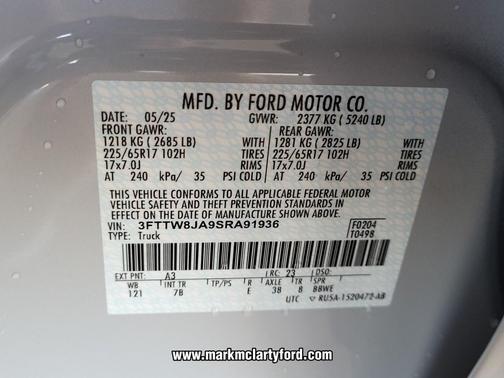 MFD. BY FORD MOTOR CO.
DATE: 05/25 GVWR: 2377 KG ( 5240 LB)
FRONT GAWR: REAR GAWR:
1218 KG ( 2685 LB) WITH 1281 KG ( 2825 LB) WITH
225/65R17 102H TIRES 225/65R17 102H TIRES
17x7.0J RIMS 17x7.0J RIMS
AT 240 kPa/ 35 PSI COLD AT 240 kPa/ 35 PSI COLD
THIS VEHICLE CONFORMS TO ALL APPLICABLE FEDERAL MOTOR
VEHICLE SAFETY AND THEFT PREVENTION STANDARDS IN EFFECT
ON THE DATE OF MANUFACTURE SHOWN ABOVE.
VIN: 3FTTW8JA9SRA91936 F0204
TYPE: Truck T0498
EXT PNT: A3 RC: 23 DSO:
WB INT TR TP/PS R AXLE TR SPR
121 7B E 38 8 BBWE
UTC RU5A-1520472-AB
www.markmclartyford.com